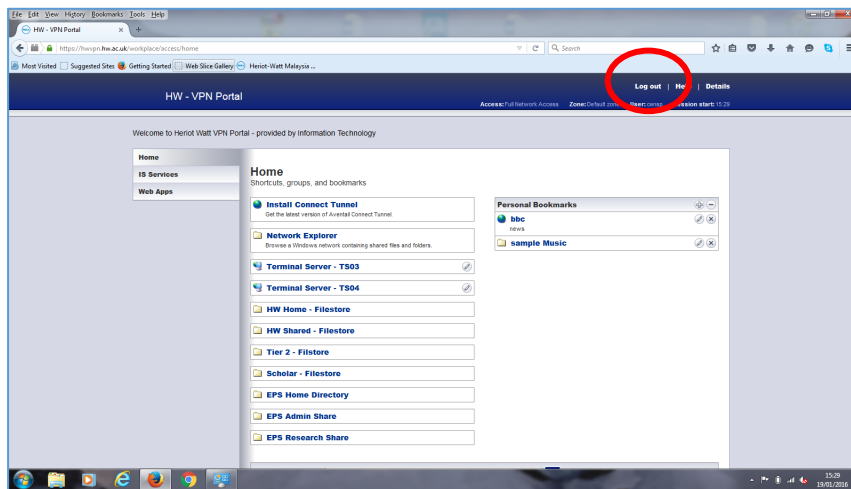 File Edit View History Bookmarks Tools Help
HW - VPN Portal
https://hwvpn.hw.ac.uk/workplace/access/home
Search
Most Visited Suggested Sites Getting Started Web Slice Gallery Heriot-Watt Malaysia ...
Log out | Help | Details
HW - VPN Portal
Access: Full Network Access Zone: Default zone User: censp Session start: 15:29
Welcome to Heriot Watt VPN Portal - provided by Information Technology
Home
IS Services
Web Apps
Home
Shortcuts, groups, and bookmarks
Install Connect Tunnel
Get the latest version of Aventail Connect Tunnel.
Network Explorer
Browse a Windows network containing shared files and folders.
Terminal Server - TS03
Terminal Server - TS04
HW Home - Filestore
HW Shared - Filestore
Tier 2 - Filstore
Scholar - Filestore
EPS Home Directory
EPS Admin Share
EPS Research Share
Personal Bookmarks
bbc
news
sample Music
15:29
19/01/2016